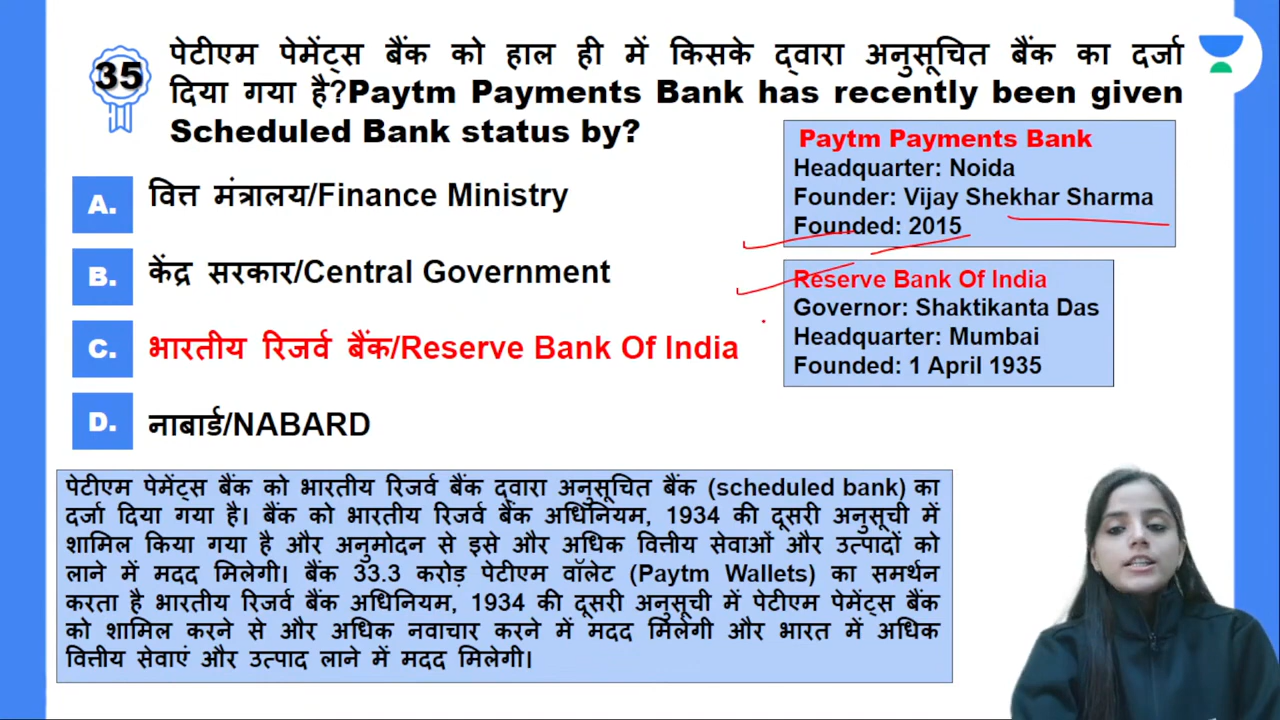 35
पेटीएम पेमेंट्स बैंक को हाल ही में किसके द्वारा अनुसूचित बैंक का दर्जा
दिया गया है?Paytm Payments Bank has recently been given
Scheduled Bank status by?
Paytm Payments Bank
Headquarter: Noida
Founder: Vijay Shekhar Sharma
Founded: 2015
A. वित्त मंत्रालय/Finance Ministry
B. केंद्र सरकार/Central Government
C. भारतीय रिजर्व बैंक/Reserve Bank Of India
D. नाबार्ड/NABARD
Reserve Bank Of India
Governor: Shaktikanta Das
Headquarter: Mumbai
Founded: 1 April 1935
पेटीएम पेमेंट्स बैंक को भारतीय रिजर्व बैंक द्वारा अनुसूचित बैंक (scheduled bank) का
दर्जा दिया गया है। बैंक को भारतीय रिजर्व बैंक अधिनियम, 1934 की दूसरी अनुसूची में
शामिल किया गया है और अनुमोदन से इसे और अधिक वित्तीय सेवाओं और उत्पादों को
लाने में मदद मिलेगी। बैंक 33.3 करोड़ पेटीएम वॉलेट (Paytm Wallets) का समर्थन
करता है भारतीय रिजर्व बैंक अधिनियम, 1934 की दूसरी अनुसूची में पेटीएम पेमेंट्स बैंक
को शामिल करने से और अधिक नवाचार करने में मदद मिलेगी और भारत में अधिक
वित्तीय सेवाएं और उत्पाद लाने में मदद मिलेगी।